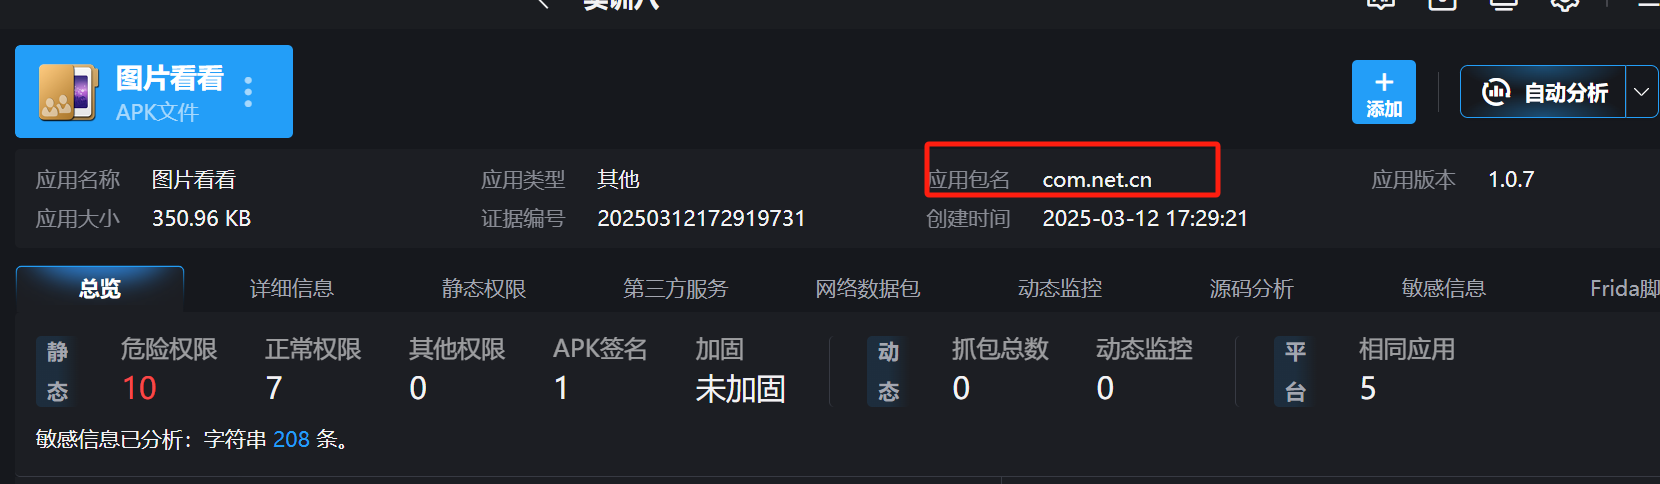 实训六
图片看看
APK文件
添加
自动分析
应用名称 图片看看 应用类型 其他 应用包名 com.net.cn 应用版本 1.0.7
应用大小 350.96 KB 证据编号 20250312172919731 创建时间 2025-03-12 17:29:21
总览 详细信息 静态权限 第三方服务 网络数据包 动态监控 源码分析 敏感信息 Frida脚
静态 危险权限 正常权限 其他权限 APK签名 加固 动态 抓包总数 动态监控 平台 相同应用
10 7 0 1 未加固 0 0 5
敏感信息已分析：字符串 208 条。